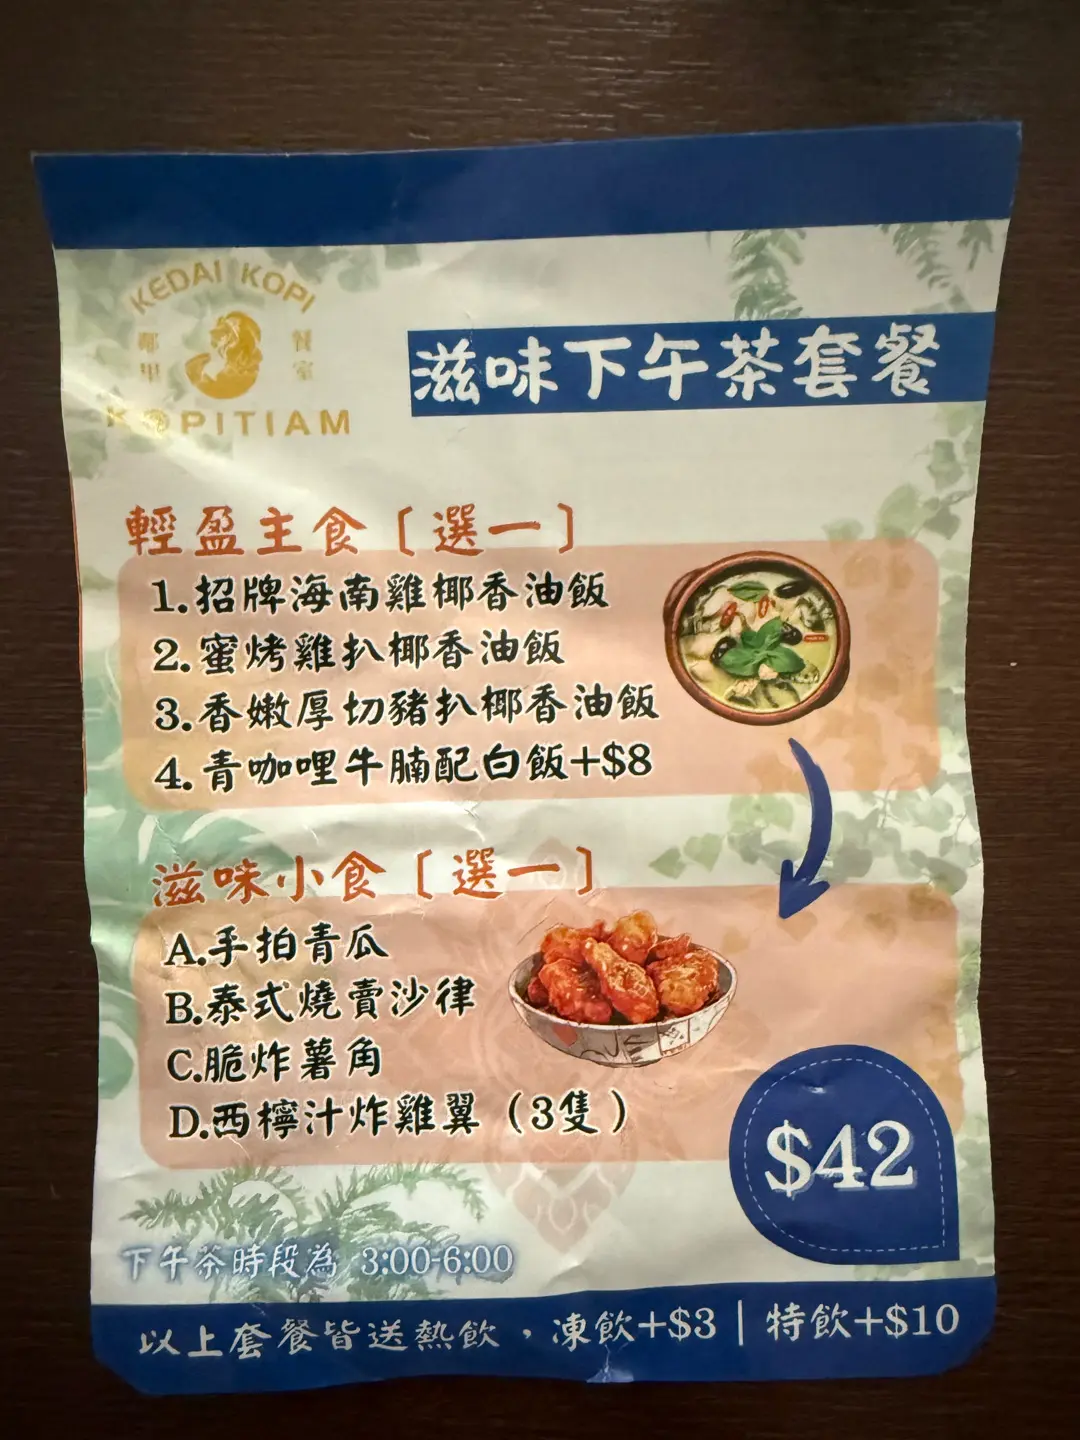 KEDAI KOPI
椰里
餐室
KOPITIAM
滋味下午茶套餐
輕盈主食〔選一〕
1.招牌海南雞椰香油飯
2.蜜烤雞扒椰香油飯
3.香嫩厚切豬扒椰香油飯
4.青咖哩牛腩配白飯+$8
滋味小食〔選一〕
A.手拍青瓜
B.泰式燒賣沙律
C.脆炸薯角
D.西檸汁炸雞翼（3隻）
$42
下午茶時段為 3:00-6:00
以上套餐皆送熱飲，凍飲+$3 | 特飲+$10